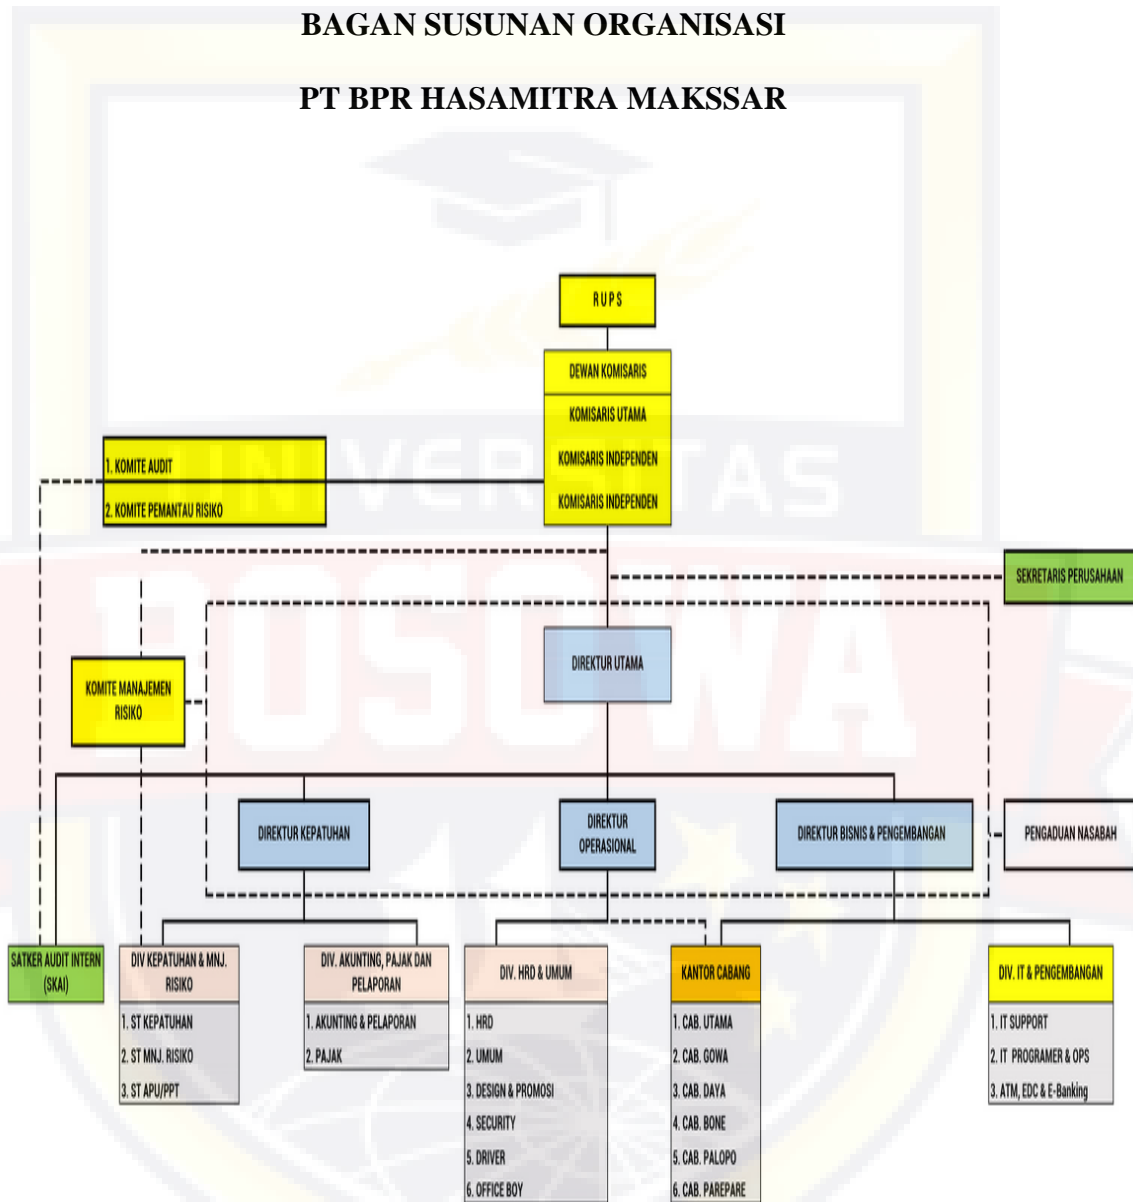 BAGAN SUSUNAN ORGANISASI
PT BPR HASAMITRA MAKSSAR
R U P S
DEWAN KOMISARIS
KOMISARIS UTAMA
KOMISARIS INDEPENDEN
KOMISARIS INDEPENDEN
1. KOMITE AUDIT
2. KOMITE PEMANTAU RISIKO
UNIVERSITAS
BOSOWA
SEKRETARIS PERUSAHAAN
DIREKTUR UTAMA
KOMITE MANAJEMEN
RISIKO
DIREKTUR KEPATUHAN
DIREKTUR
OPERASIONAL
DIREKTUR BISNIS & PENGEMBANGAN
PENGADUAN NASABAH
SATKER AUDIT INTERN
(SKAI)
DIV KEPATUHAN & MNJ.
RISIKO
1. ST KEPATUHAN
2. ST MNJ. RISIKO
3. ST APU/PPT
DIV. AKUNTING, PAJAK DAN
PELAPORAN
1. AKUNTING & PELAPORAN
2. PAJAK
DIV. HRD & UMUM
1. HRD
2. UMUM
3. DESIGN & PROMOSI
4. SECURITY
5. DRIVER
6. OFFICE BOY
KANTOR CABANG
1. CAB. UTAMA
2. CAB. GOWA
3. CAB. DAYA
4. CAB. BONE
5. CAB. PALOPO
6. CAB. PAREPARE
DIV. IT & PENGEMBANGAN
1. IT SUPPORT
2. IT PROGRAMER & OPS
3. ATM, EDC & E-Banking